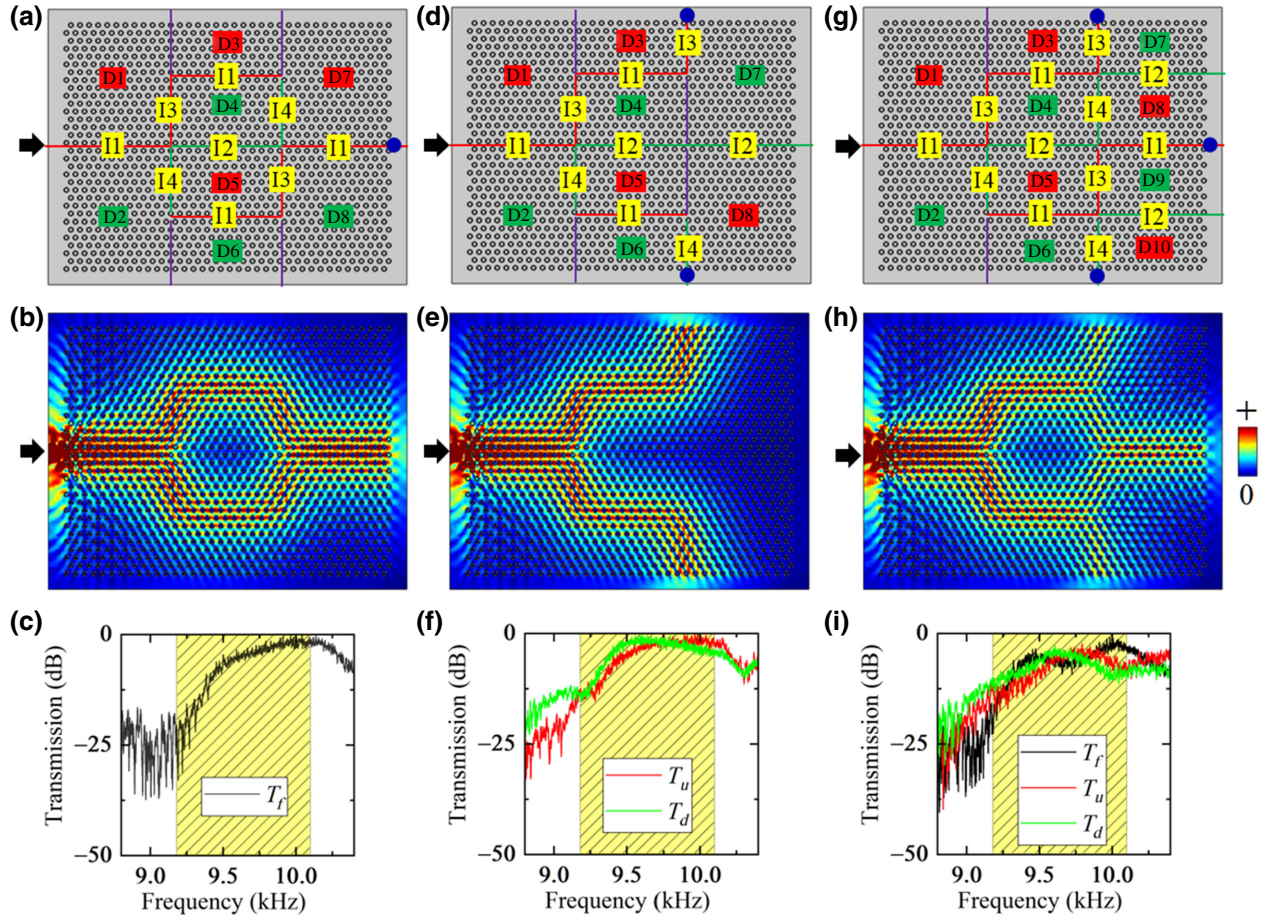 (a)
D3
D1
I1
D7
I3
D4
I4
I1
I2
I1
I4
D5
I3
D2
I1
D8
D6
(d)
D3
I3
D1
I1
D7
I3
D4
I1
I2
I2
I4
D5
D2
I1
D8
D6
I4
(g)
D3
I3
D7
D1
I1
I2
I3
D4
I4
D8
I1
I2
I1
I4
D5
I3
D9
D2
I1
I2
D6
I4
D10
(b)
(e)
(h)
+
0
(c)
0
−25
−50
Transmission (dB)
T_f
9.0 9.5 10.0
Frequency (kHz)
(f)
0
−25
−50
Transmission (dB)
T_u
T_d
9.0 9.5 10.0
Frequency (kHz)
(i)
0
−25
−50
Transmission (dB)
T_f
T_u
T_d
9.0 9.5 10.0
Frequency (kHz)